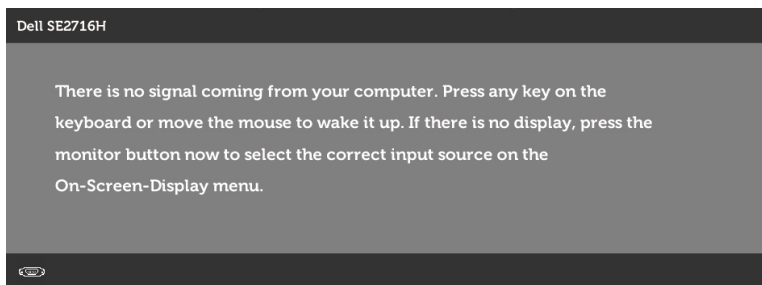 Dell SE2716H
There is no signal coming from your computer. Press any key on the
keyboard or move the mouse to wake it up. If there is no display, press the
monitor button now to select the correct input source on the
On-Screen-Display menu.